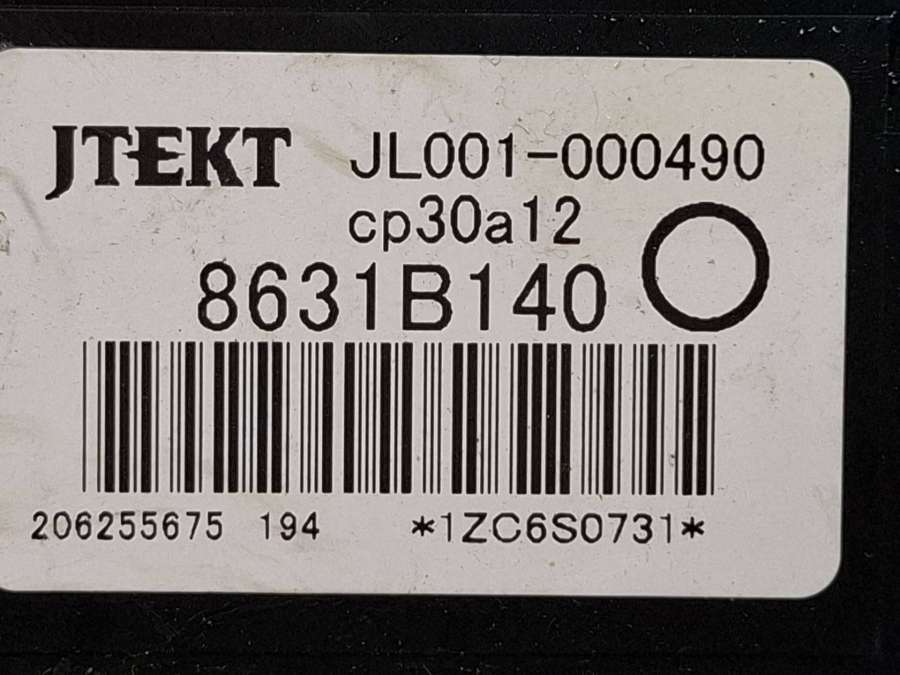 JTEKT JL001-000490
cp30a12
8631B140
206255675 194 *1ZC6S0731*